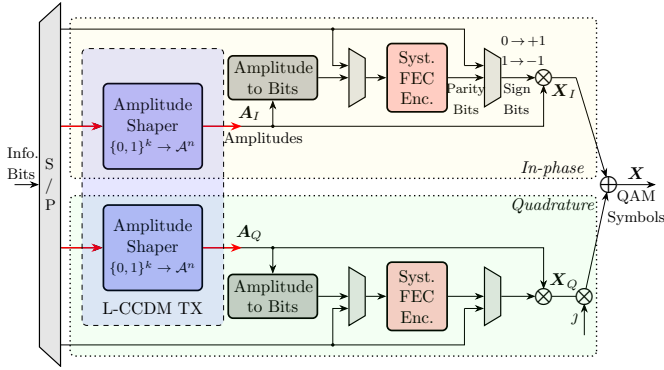 Info.
Bits
S
/
P
Amplitude
Shaper
{0, 1}^k → 𝒜^n
L-CCDM TX
Amplitude
Shaper
{0, 1}^k → 𝒜^n
A_I
Amplitudes
Amplitude
to Bits
Syst.
FEC
Enc.
Parity
Bits
0 → +1
1 → −1
Sign
Bits
X_I
In-phase
Quadrature
A_Q
Amplitude
to Bits
Syst.
FEC
Enc.
X_Q
j
X
QAM
Symbols